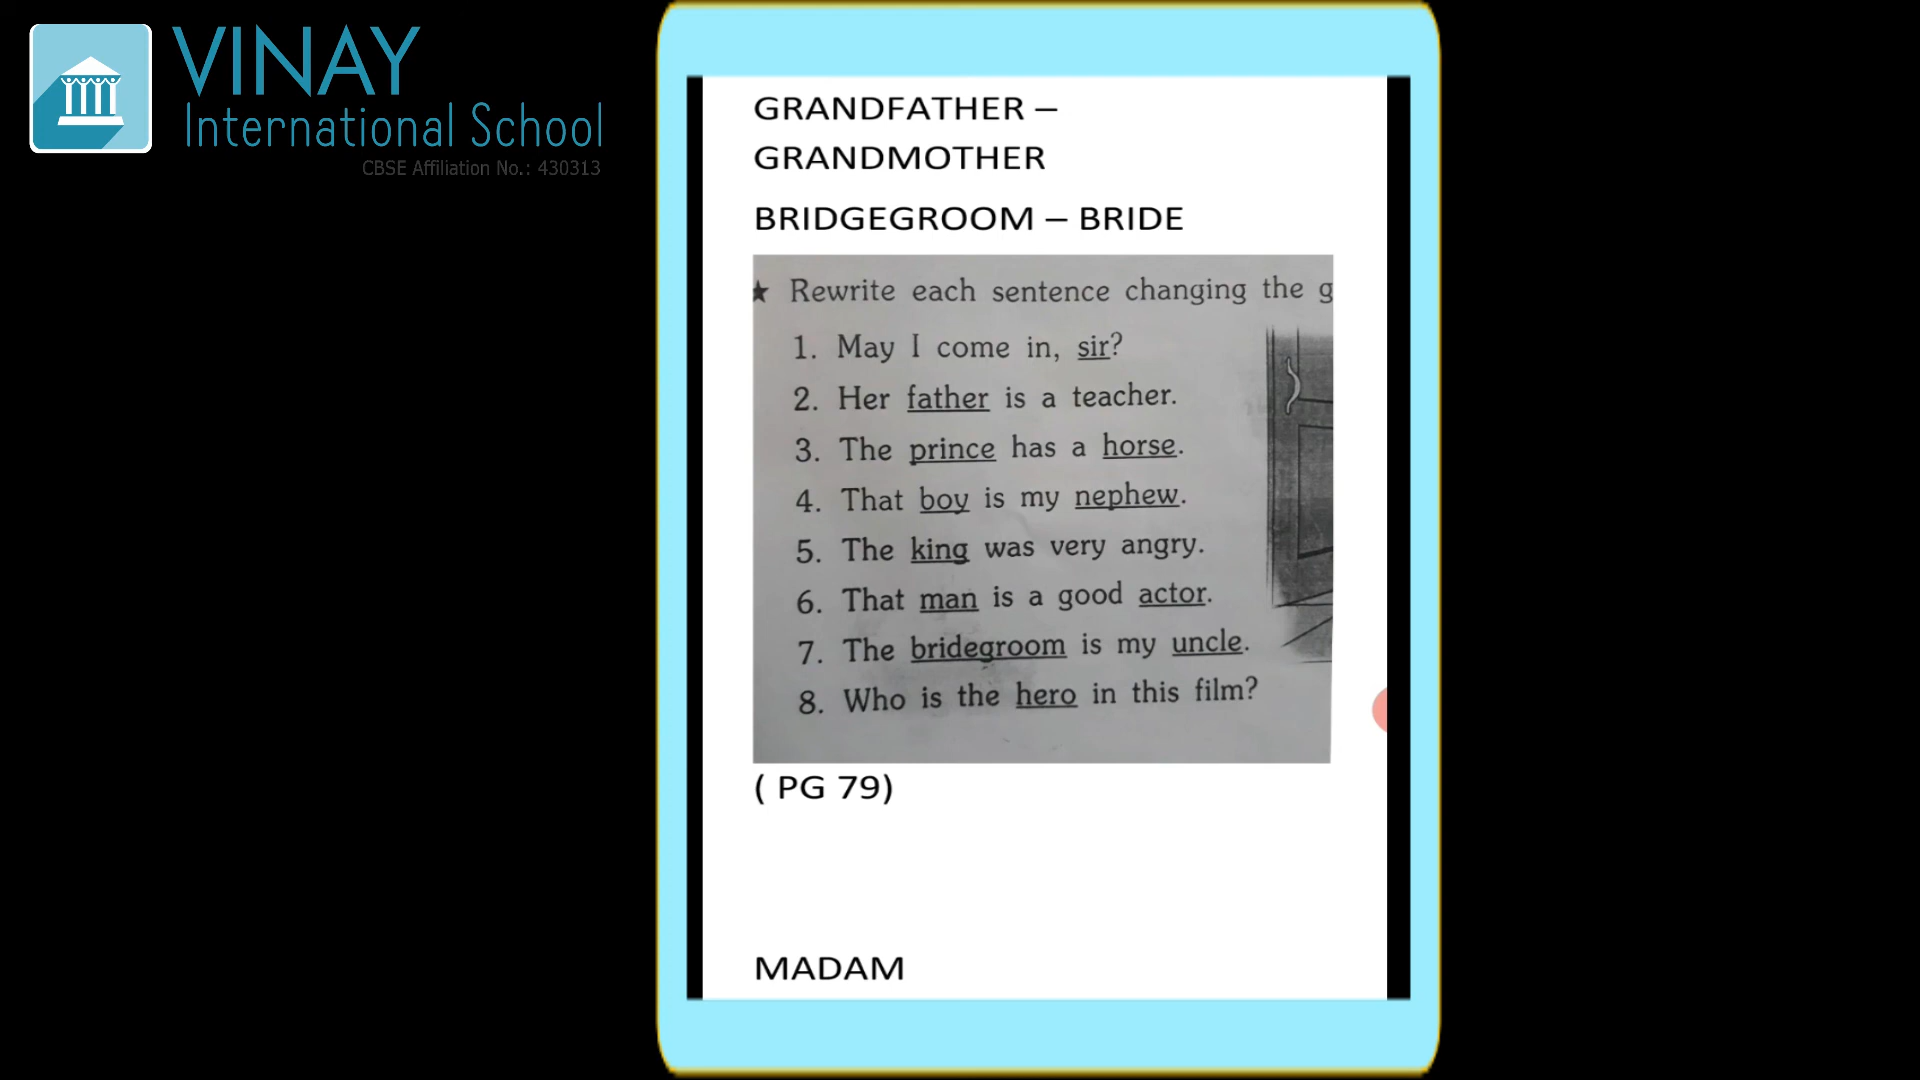 VINAY
International School
CBSE Affiliation No.: 430313
GRANDFATHER –
GRANDMOTHER
BRIDGEGROOM – BRIDE
★ Rewrite each sentence changing the g
1. May I come in, sir?
2. Her father is a teacher.
3. The prince has a horse.
4. That boy is my nephew.
5. The king was very angry.
6. That man is a good actor.
7. The bridegroom is my uncle.
8. Who is the hero in this film?
( PG 79)
MADAM